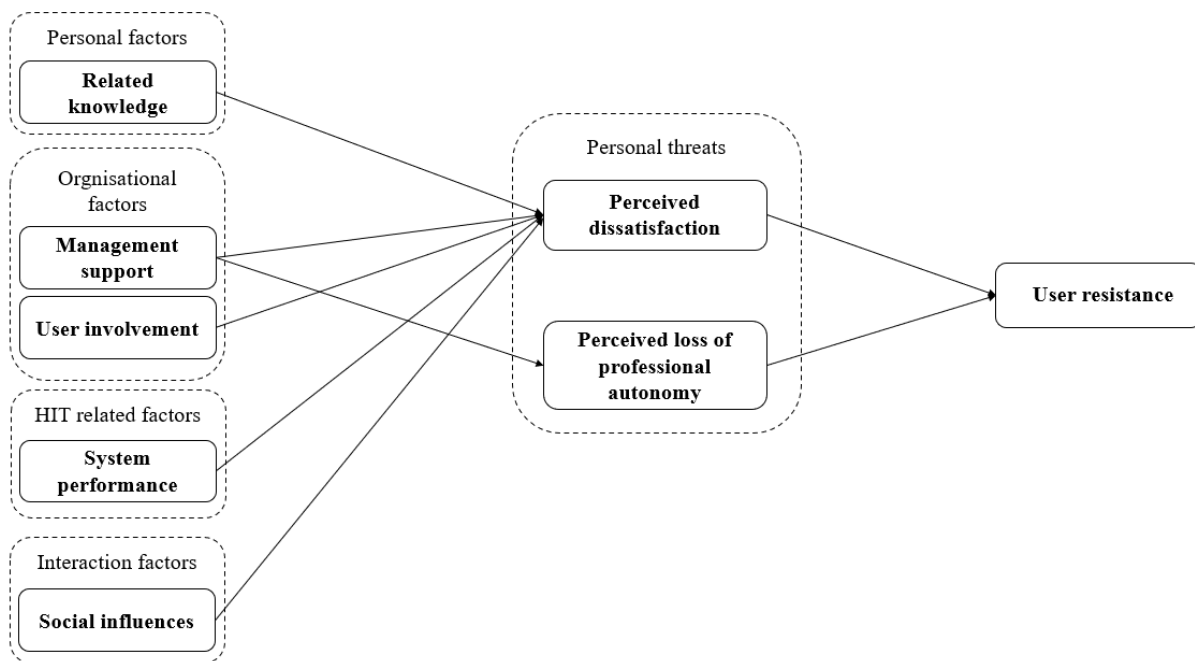 Personal factors
Related
knowledge
Orgnisational
factors
Management
support
User involvement
HIT related factors
System
performance
Interaction factors
Social influences
Personal threats
Perceived
dissatisfaction
Perceived loss of
professional
autonomy
User resistance